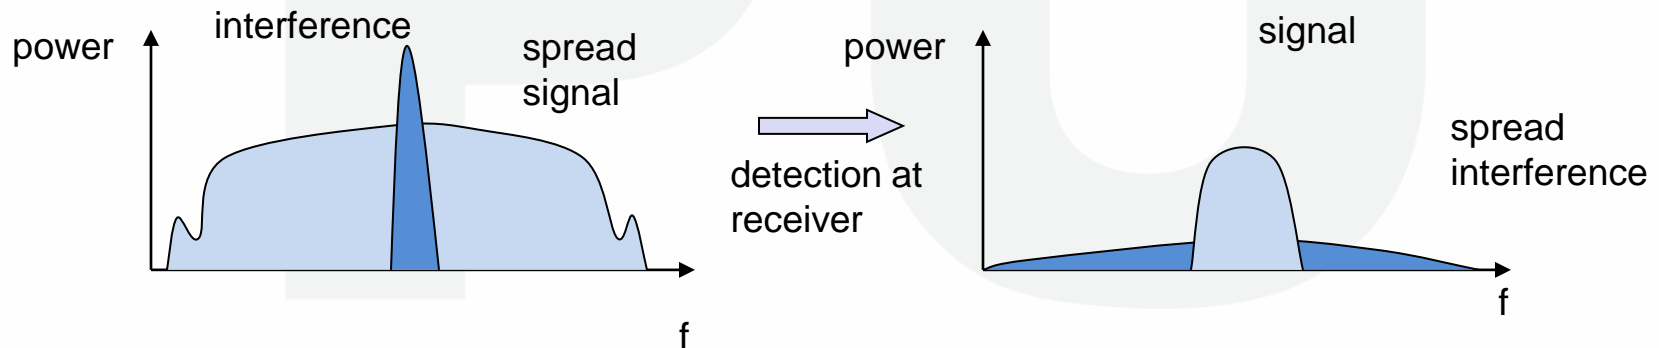 interference
power
spread
signal
f
detection at
receiver
power
signal
spread
interference
f